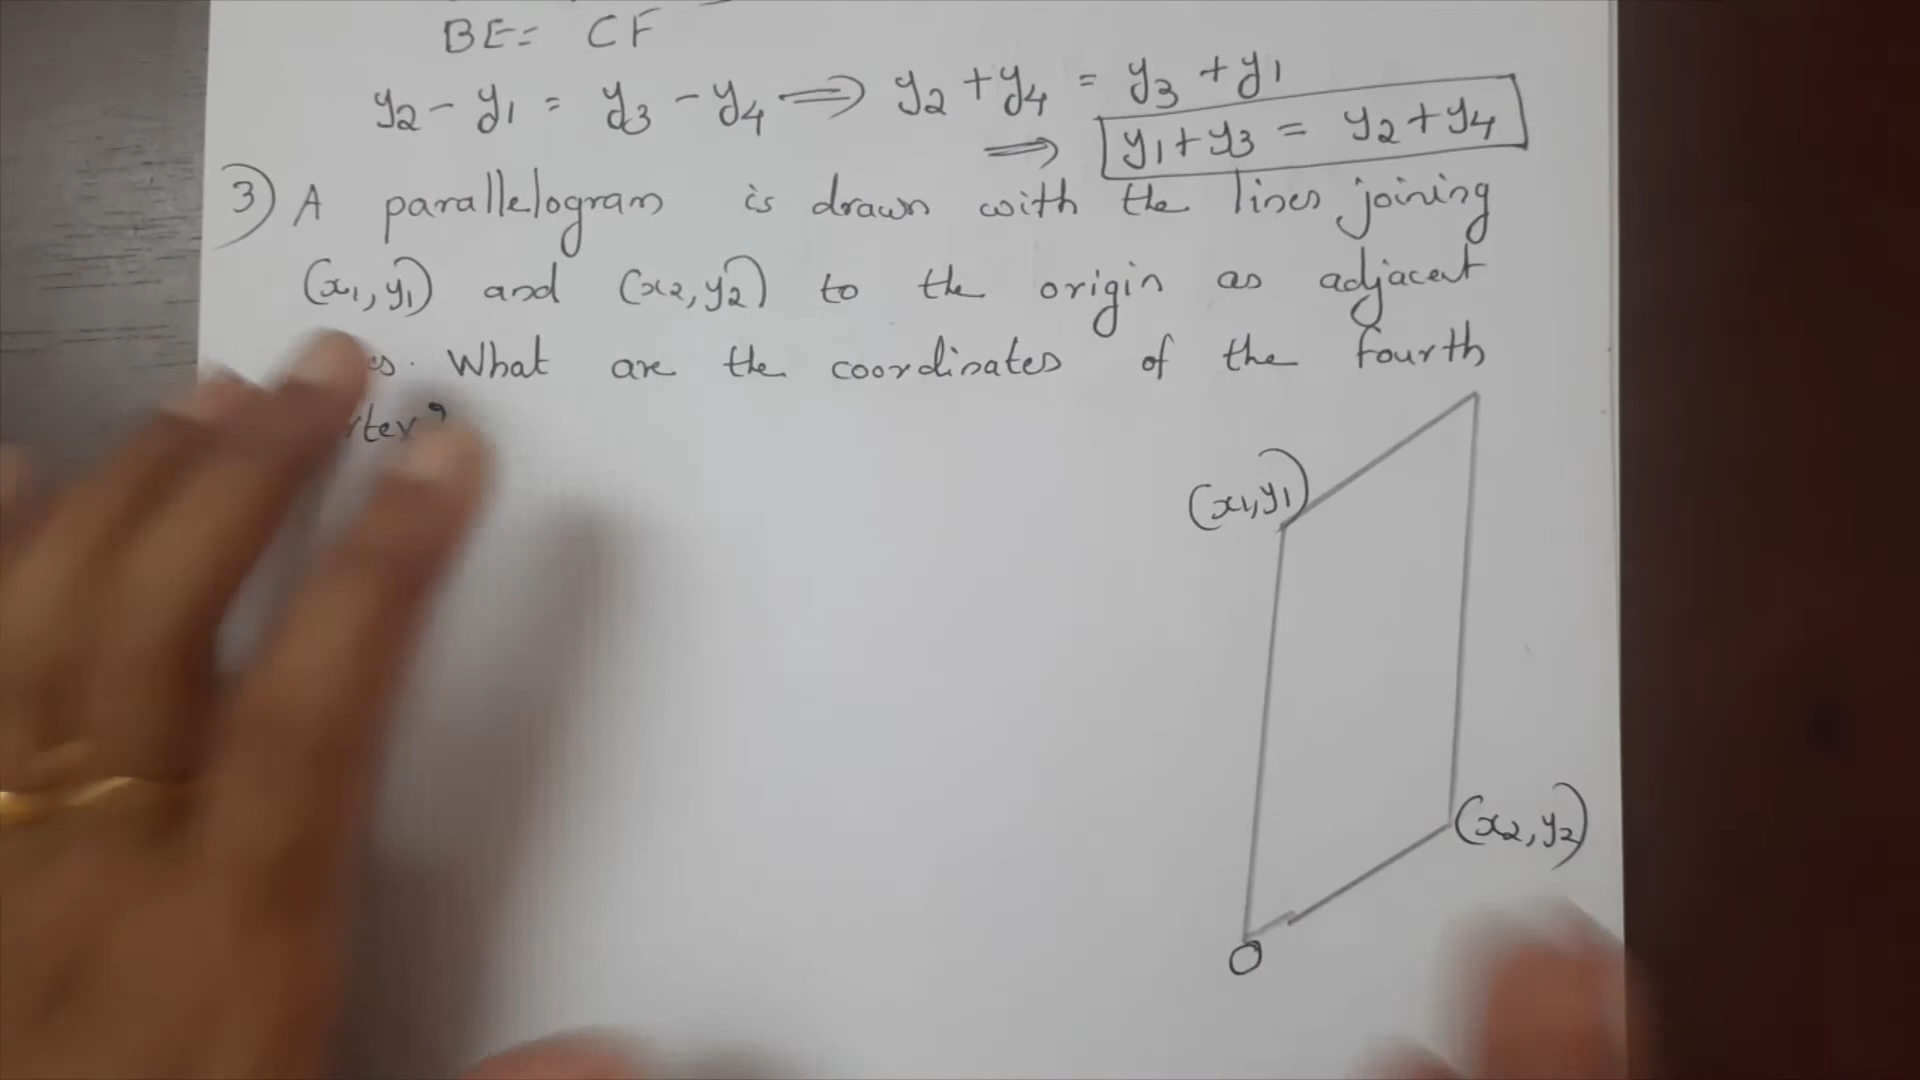 BE= CF
y2 - y1 = y3 - y4 ⟹ y2 + y4 = y3 + y1
⟹ y1 + y3 = y2 + y4
3) A parallelogram is drawn with the lines joining
(x1, y1) and (x2, y2) to the origin as adjacent
What are the coordinates of the fourth
(x1, y1)
(x2, y2)
O